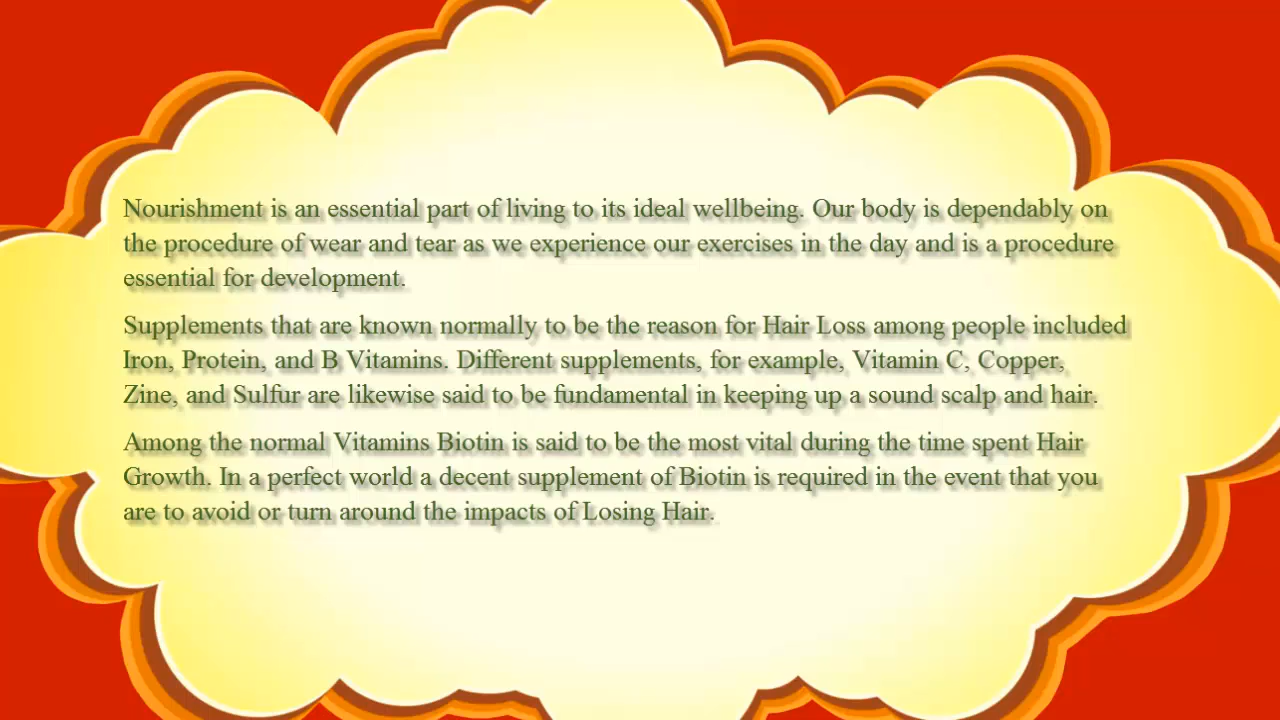 Nourishment is an essential part of living to its ideal wellbeing. Our body is dependably on
the procedure of wear and tear as we experience our exercises in the day and is a procedure
essential for development.
Supplements that are known normally to be the reason for Hair Loss among people included
Iron, Protein, and B Vitamins. Different supplements, for example, Vitamin C, Copper,
Zine, and Sulfur are likewise said to be fundamental in keeping up a sound scalp and hair.
Among the normal Vitamins Biotin is said to be the most vital during the time spent Hair
Growth. In a perfect world a decent supplement of Biotin is required in the event that you
are to avoid or turn around the impacts of Losing Hair.